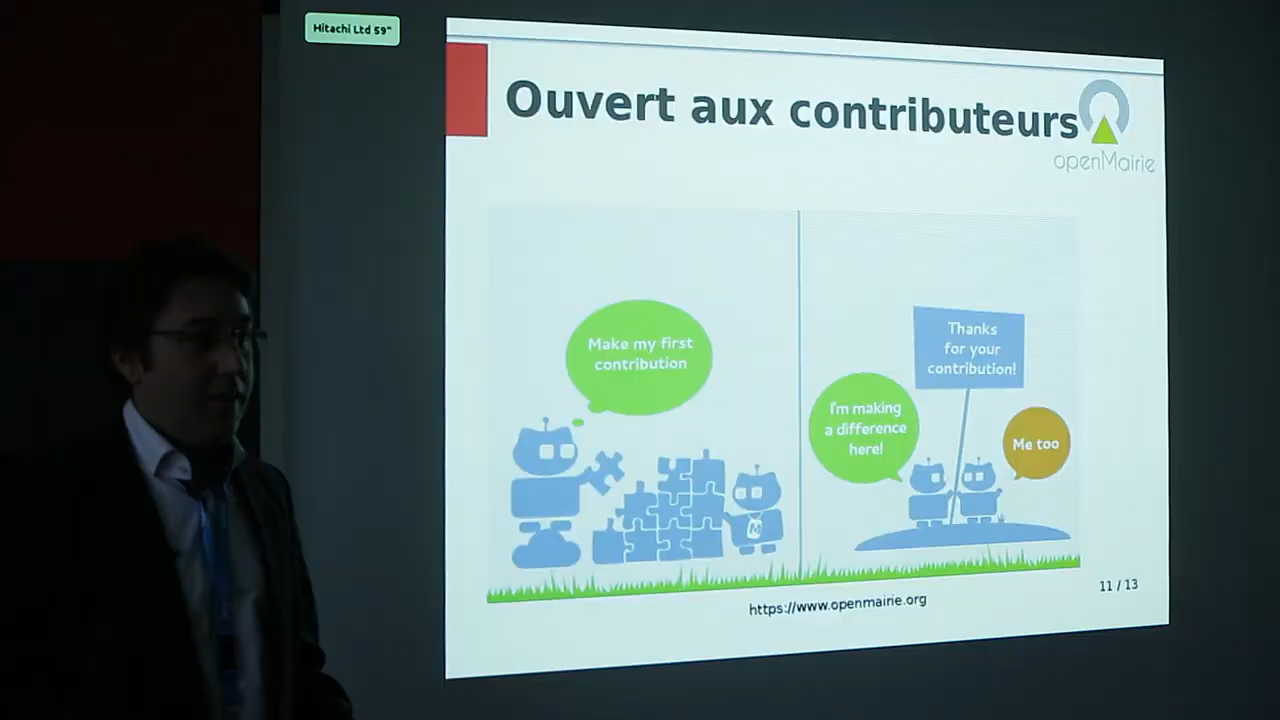 Hitachi Ltd 59"
Ouvert aux contributeurs
openMairie
Make my first
contribution
Thanks
for your
contribution!
I'm making
a difference
here!
Me too
M
11 / 13
https://www.openmairie.org